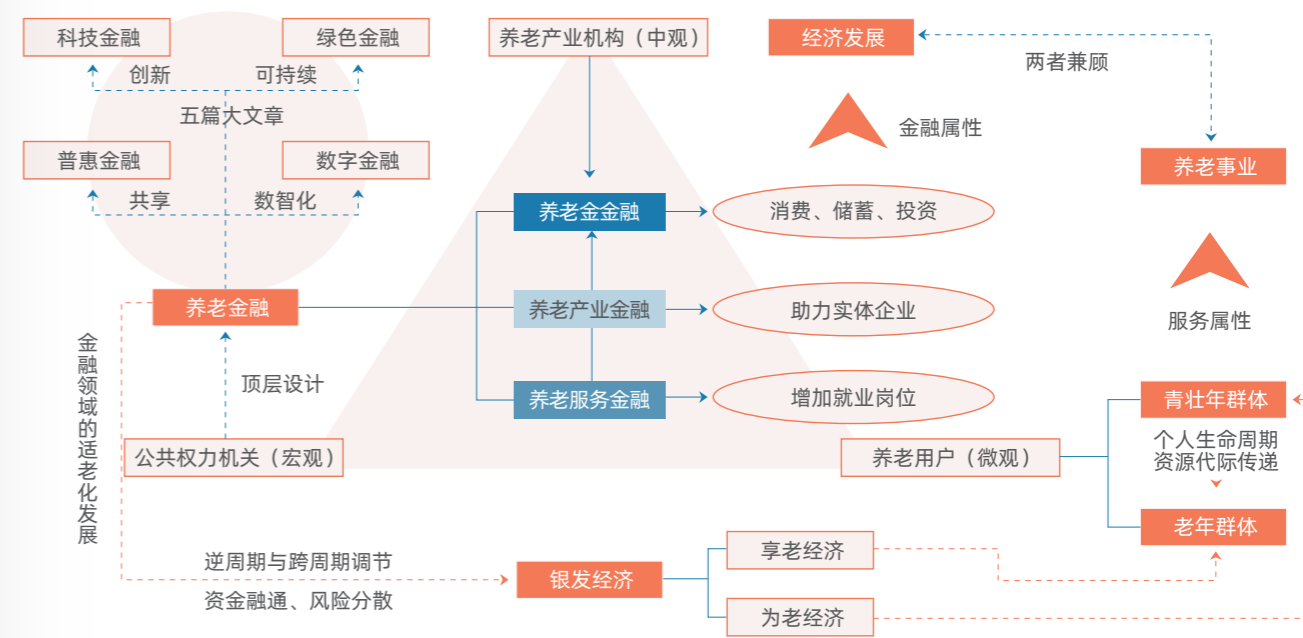 科技金融
绿色金融
创新
可持续
五篇大文章
普惠金融
数字金融
共享
数智化
养老金融
顶层设计
公共权力机关（宏观）
金融领域的适老化发展
养老产业机构（中观）
养老金金融
养老产业金融
养老服务金融
消费、储蓄、投资
助力实体企业
增加就业岗位
经济发展
两者兼顾
金融属性
养老事业
服务属性
青壮年群体
个人生命周期
资源代际传递
老年群体
养老用户（微观）
逆周期与跨周期调节
资金融通、风险分散
银发经济
享老经济
为老经济